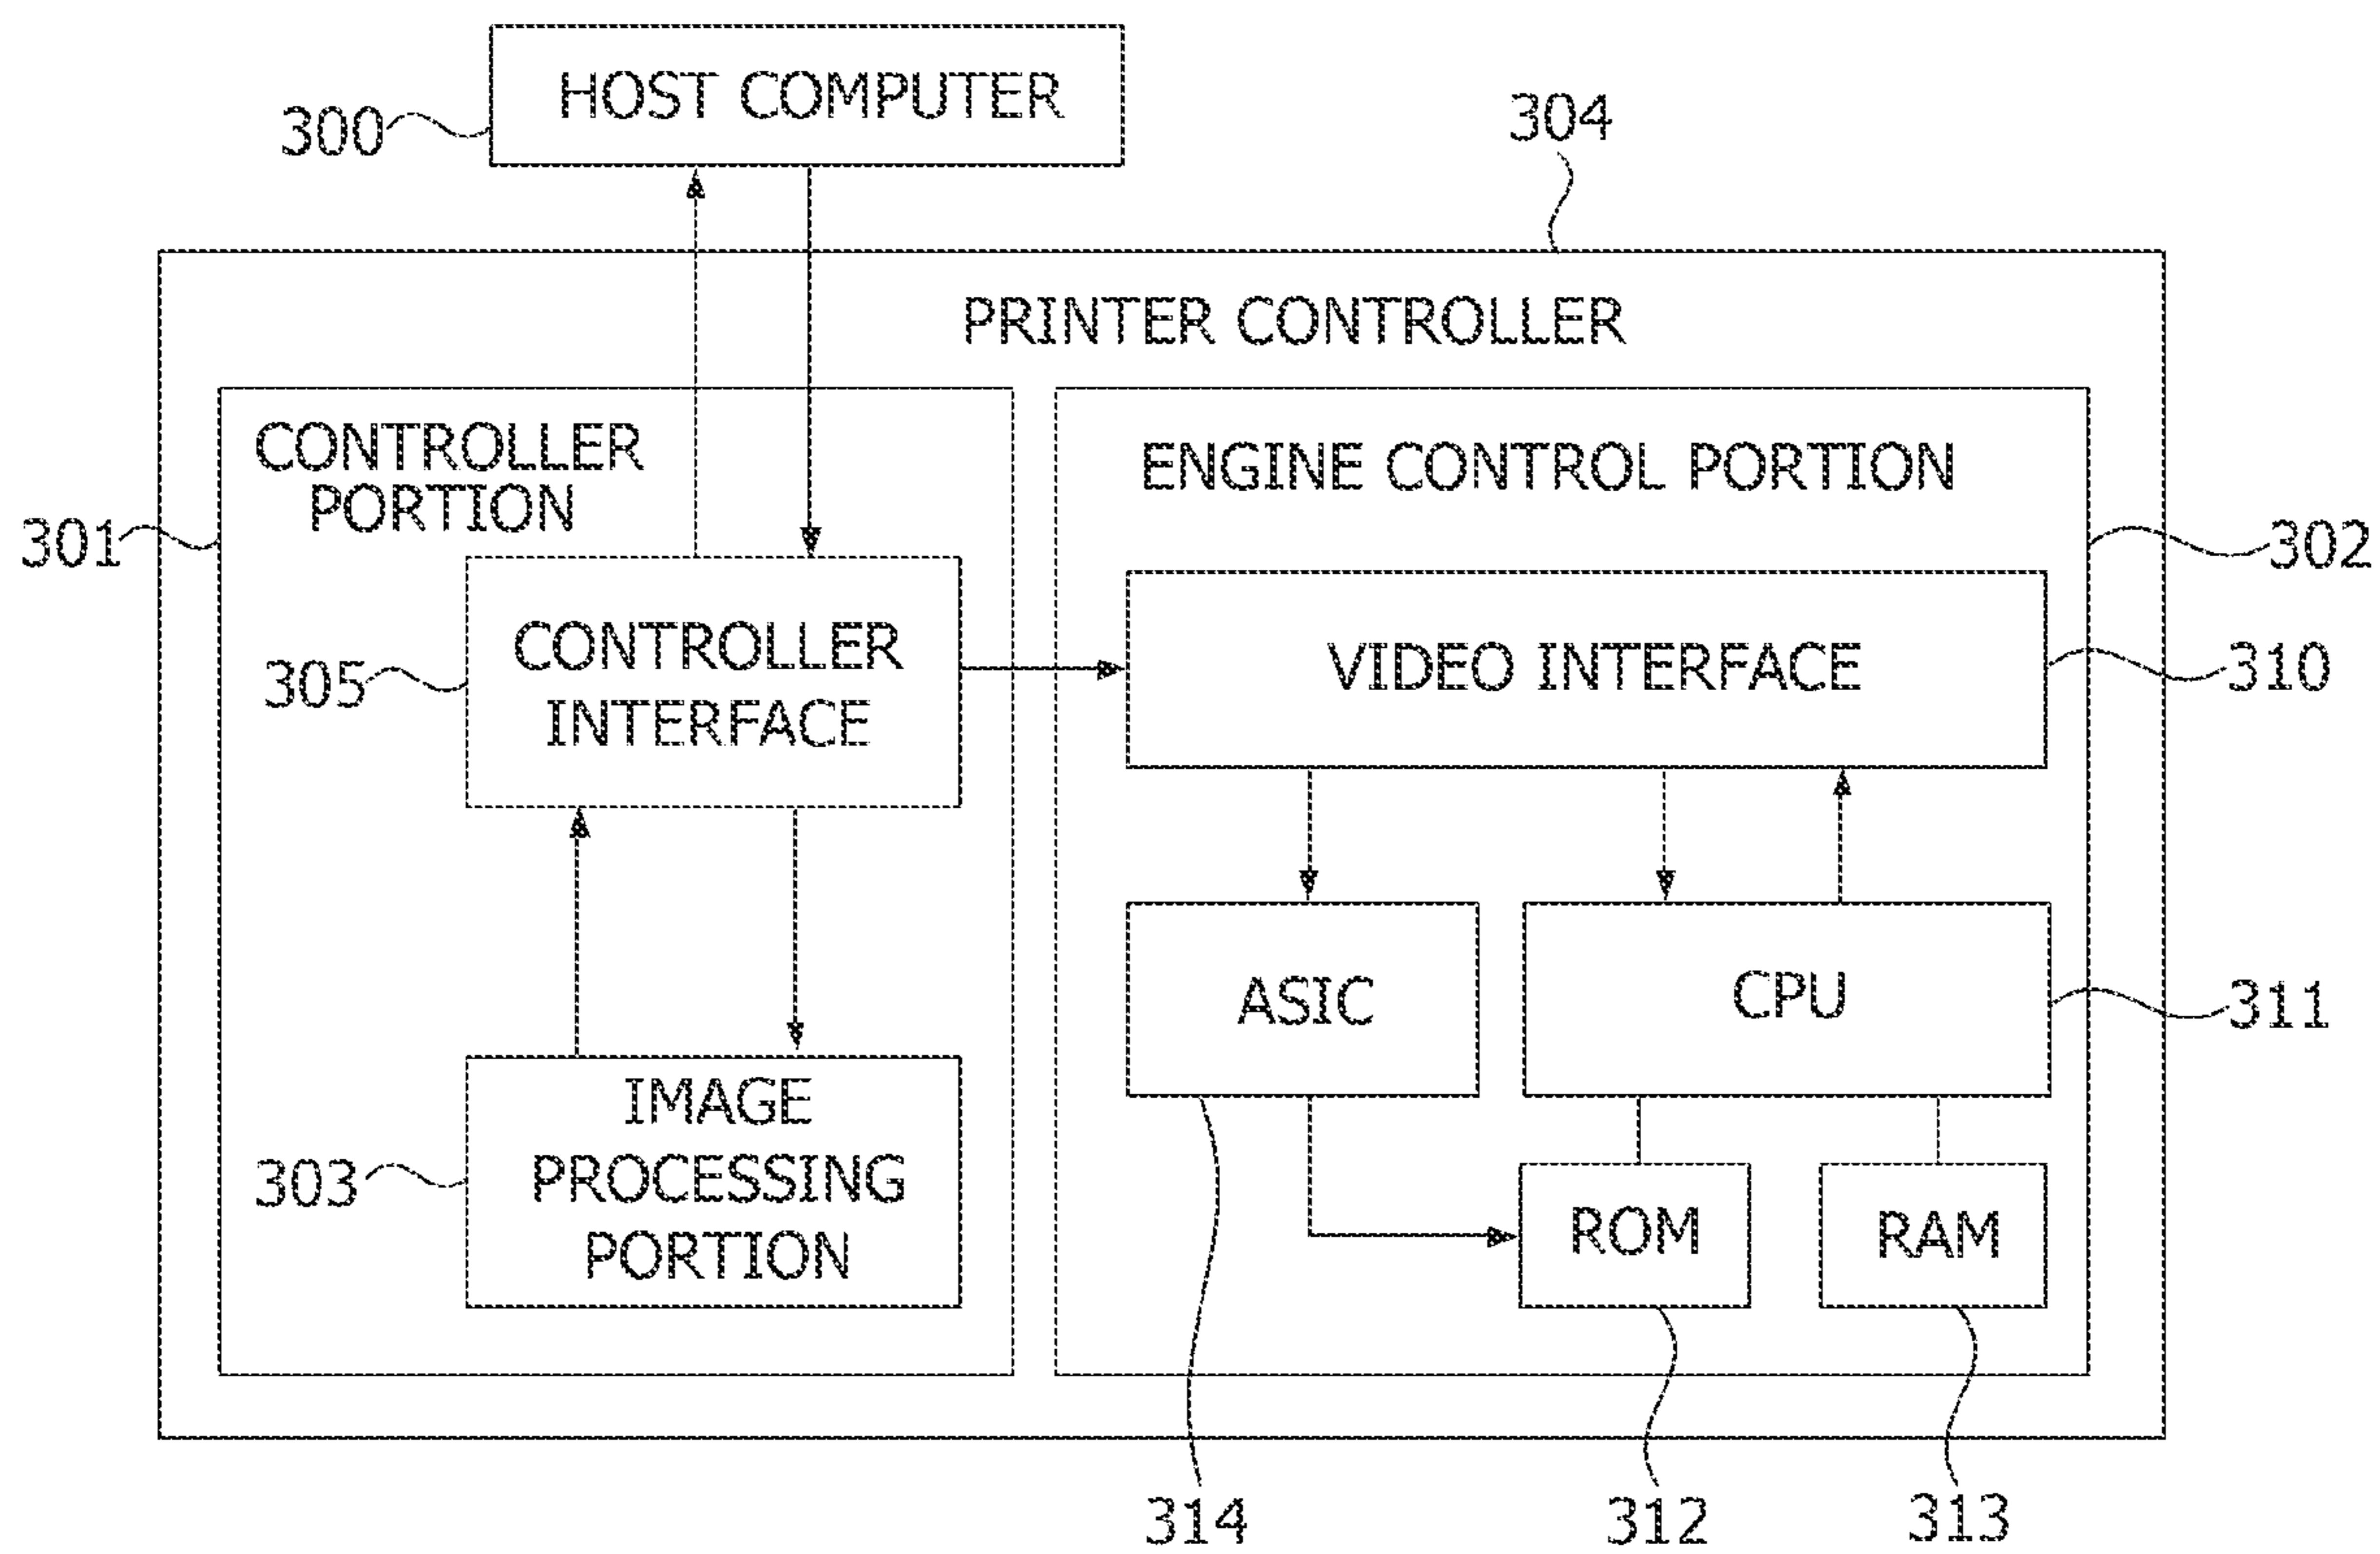 HOST COMPUTER
300
304
PRINTER CONTROLLER
CONTROLLER
PORTION
301
ENGINE CONTROL PORTION
302
CONTROLLER
INTERFACE
305
VIDEO INTERFACE
310
ASIC
CPU
311
IMAGE
PROCESSING
PORTION
303
ROM
RAM
314
312
313